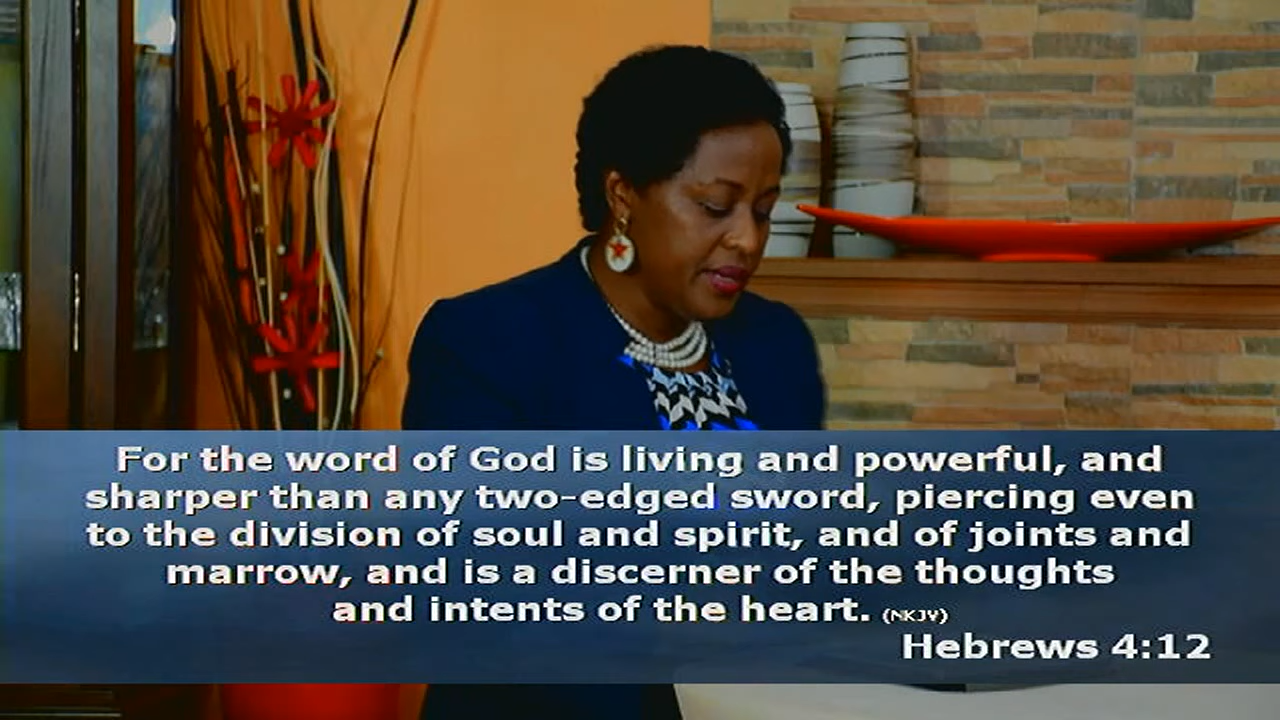 For the word of God is living and powerful, and
sharper than any two-edged sword, piercing even
to the division of soul and spirit, and of joints and
marrow, and is a discerner of the thoughts
and intents of the heart. (NKJV)
Hebrews 4:12